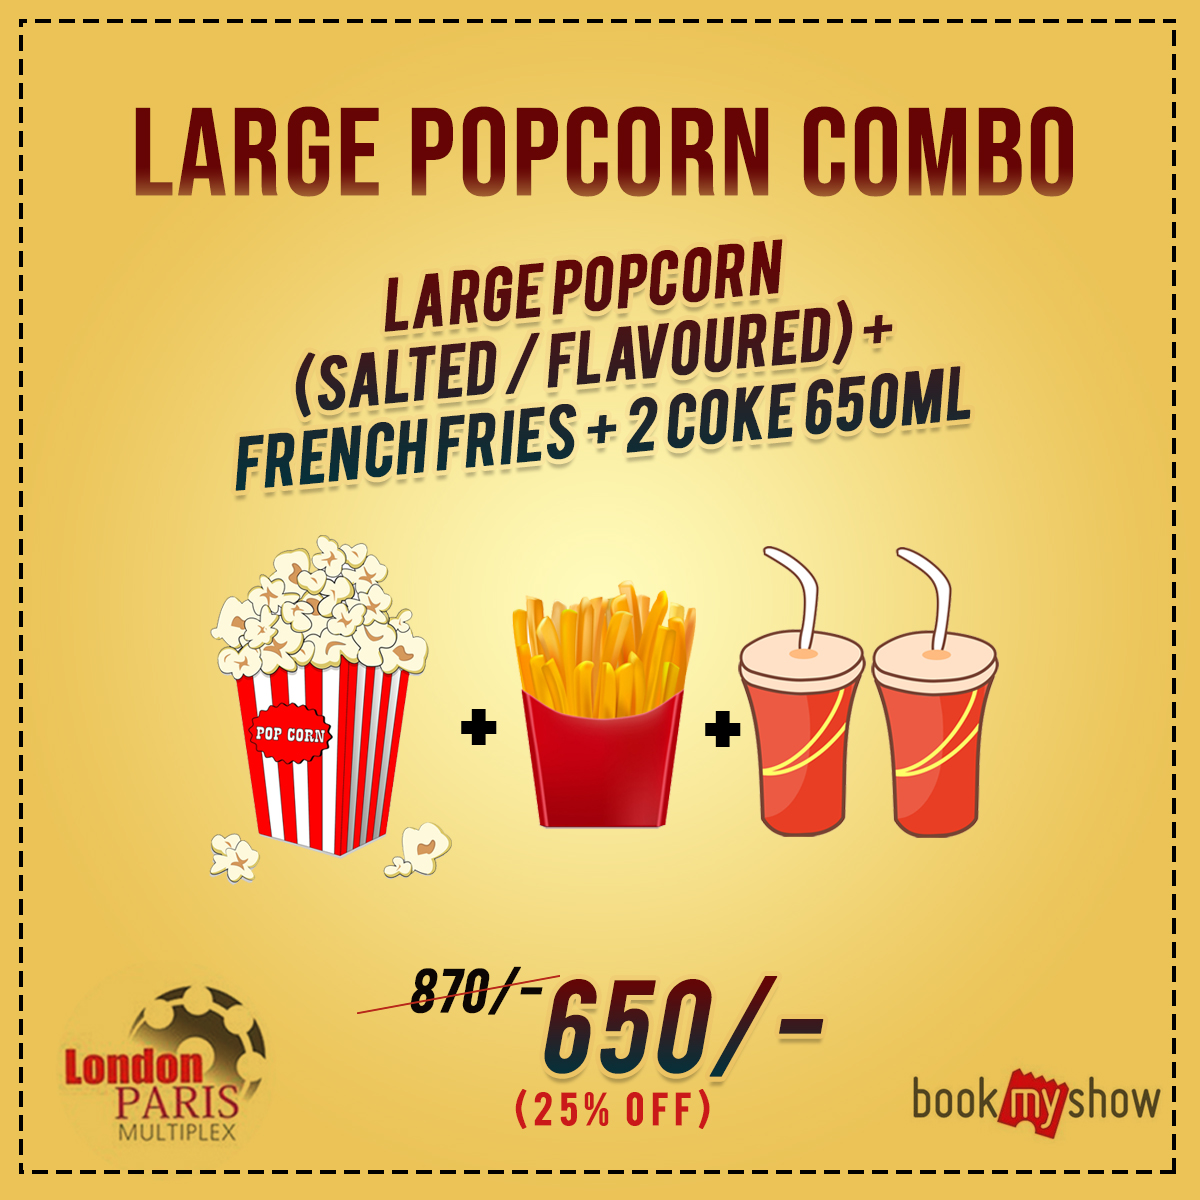 LARGE POPCORN COMBO
LARGE POPCORN
(SALTED / FLAVOURED) +
FRENCH FRIES + 2 COKE 650ML
POP CORN
+
+
870/-
650/-
(25% OFF)
London
PARIS
MULTIPLEX
bookmyshow